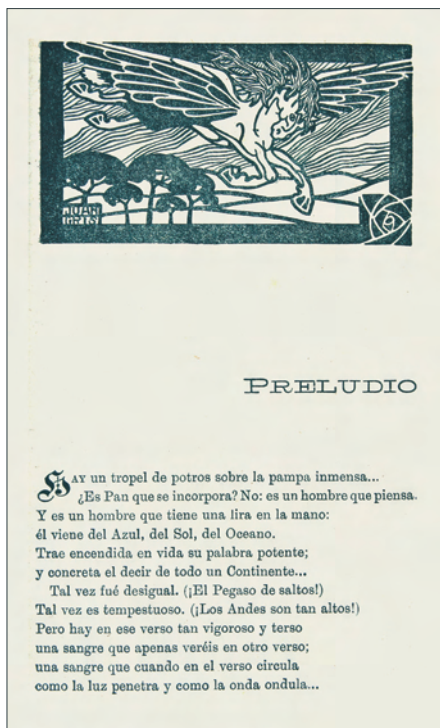 JUAN
GRIS
PRELUDIO
HAY un tropel de potros sobre la pampa inmensa...
¿Es Pan que se incorpora? No: es un hombre que piensa.
Y es un hombre que tiene una lira en la mano:
él viene del Azul, del Sol, del Oceano.
Trae encendida en vida su palabra potente;
y concreta el decir de todo un Continente...
Tal vez fué desigual. (¡El Pegaso da saltos!)
Tal vez es tempestuoso. (¡Los Andes son tan altos!)
Pero hay en ese verso tan vigoroso y terso
una sangre que apenas veréis en otro verso;
una sangre que cuando en el verso circula
como la luz penetra y como la onda ondula...